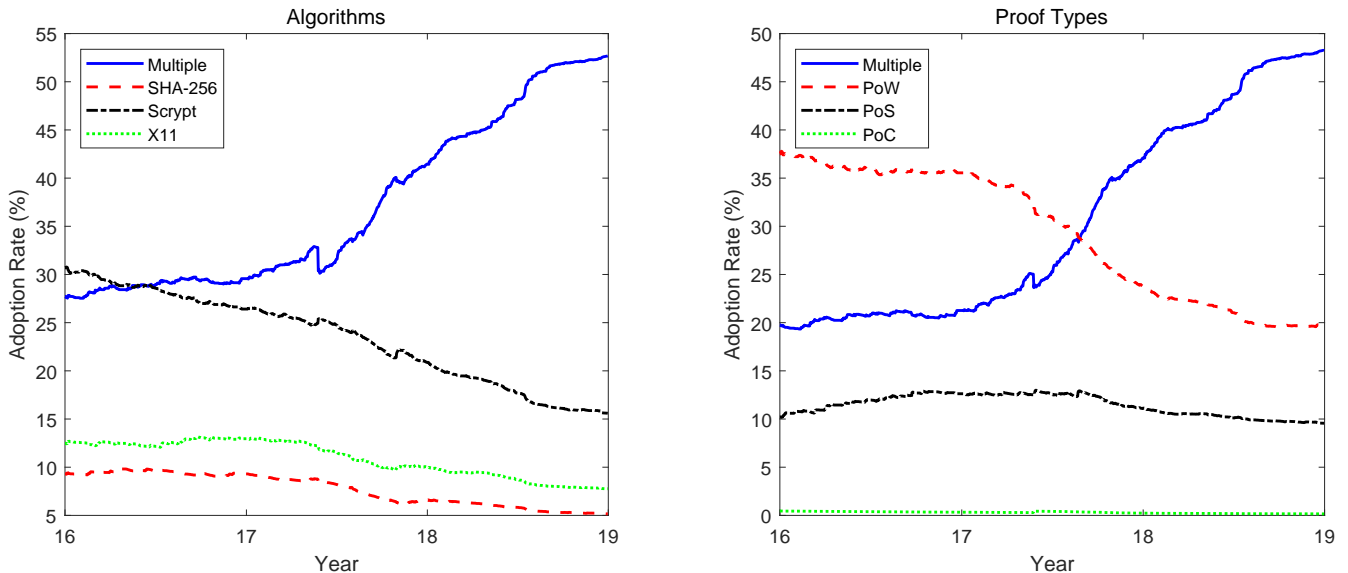 Algorithms
55
50
45
40
35
30
25
20
15
10
5
Adoption Rate (%)
Multiple
SHA-256
Scrypt
X11
16
17
18
19
Year
Proof Types
50
45
40
35
30
25
20
15
10
5
0
Adoption Rate (%)
Multiple
PoW
PoS
PoC
16
17
18
19
Year